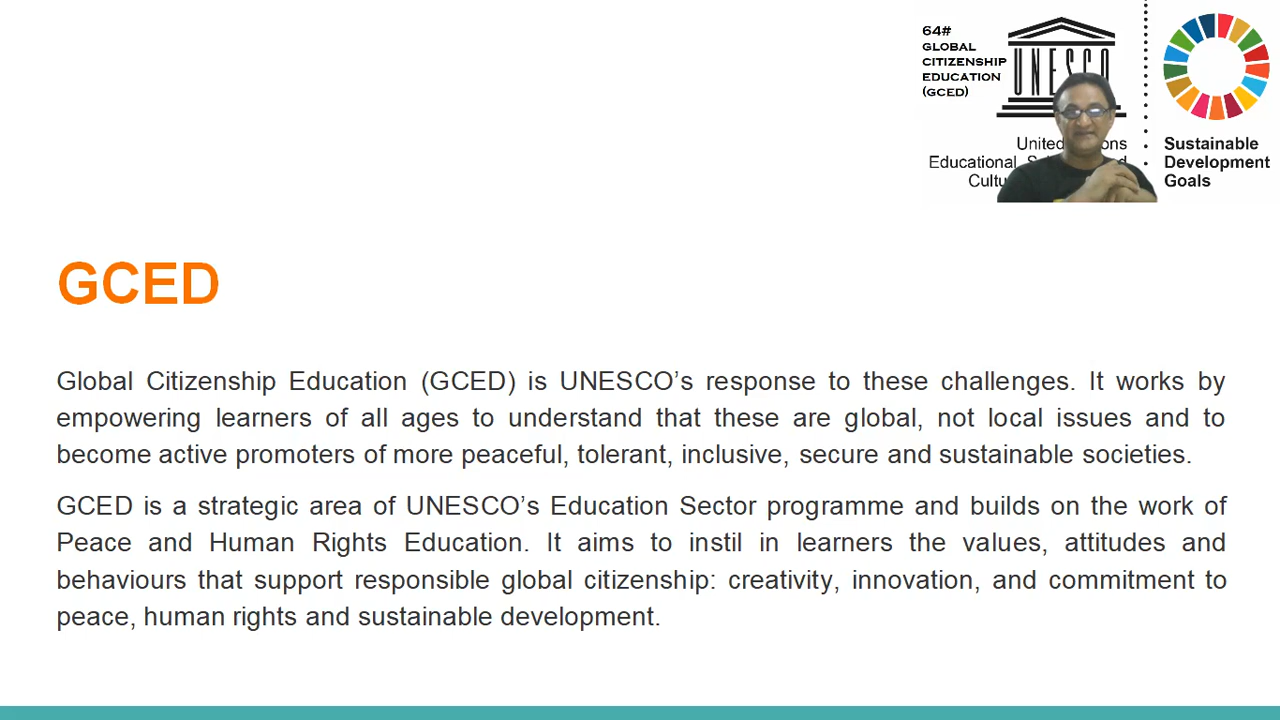 64#
GLOBAL
CITIZENSHIP
EDUCATION
(GCED)
UNESCO
United
Educational
Sustainable
Development
Goals
GCED
Global Citizenship Education (GCED) is UNESCO’s response to these challenges. It works by
empowering learners of all ages to understand that these are global, not local issues and to
become active promoters of more peaceful, tolerant, inclusive, secure and sustainable societies.
GCED is a strategic area of UNESCO’s Education Sector programme and builds on the work of
Peace and Human Rights Education. It aims to instil in learners the values, attitudes and
behaviours that support responsible global citizenship: creativity, innovation, and commitment to
peace, human rights and sustainable development.